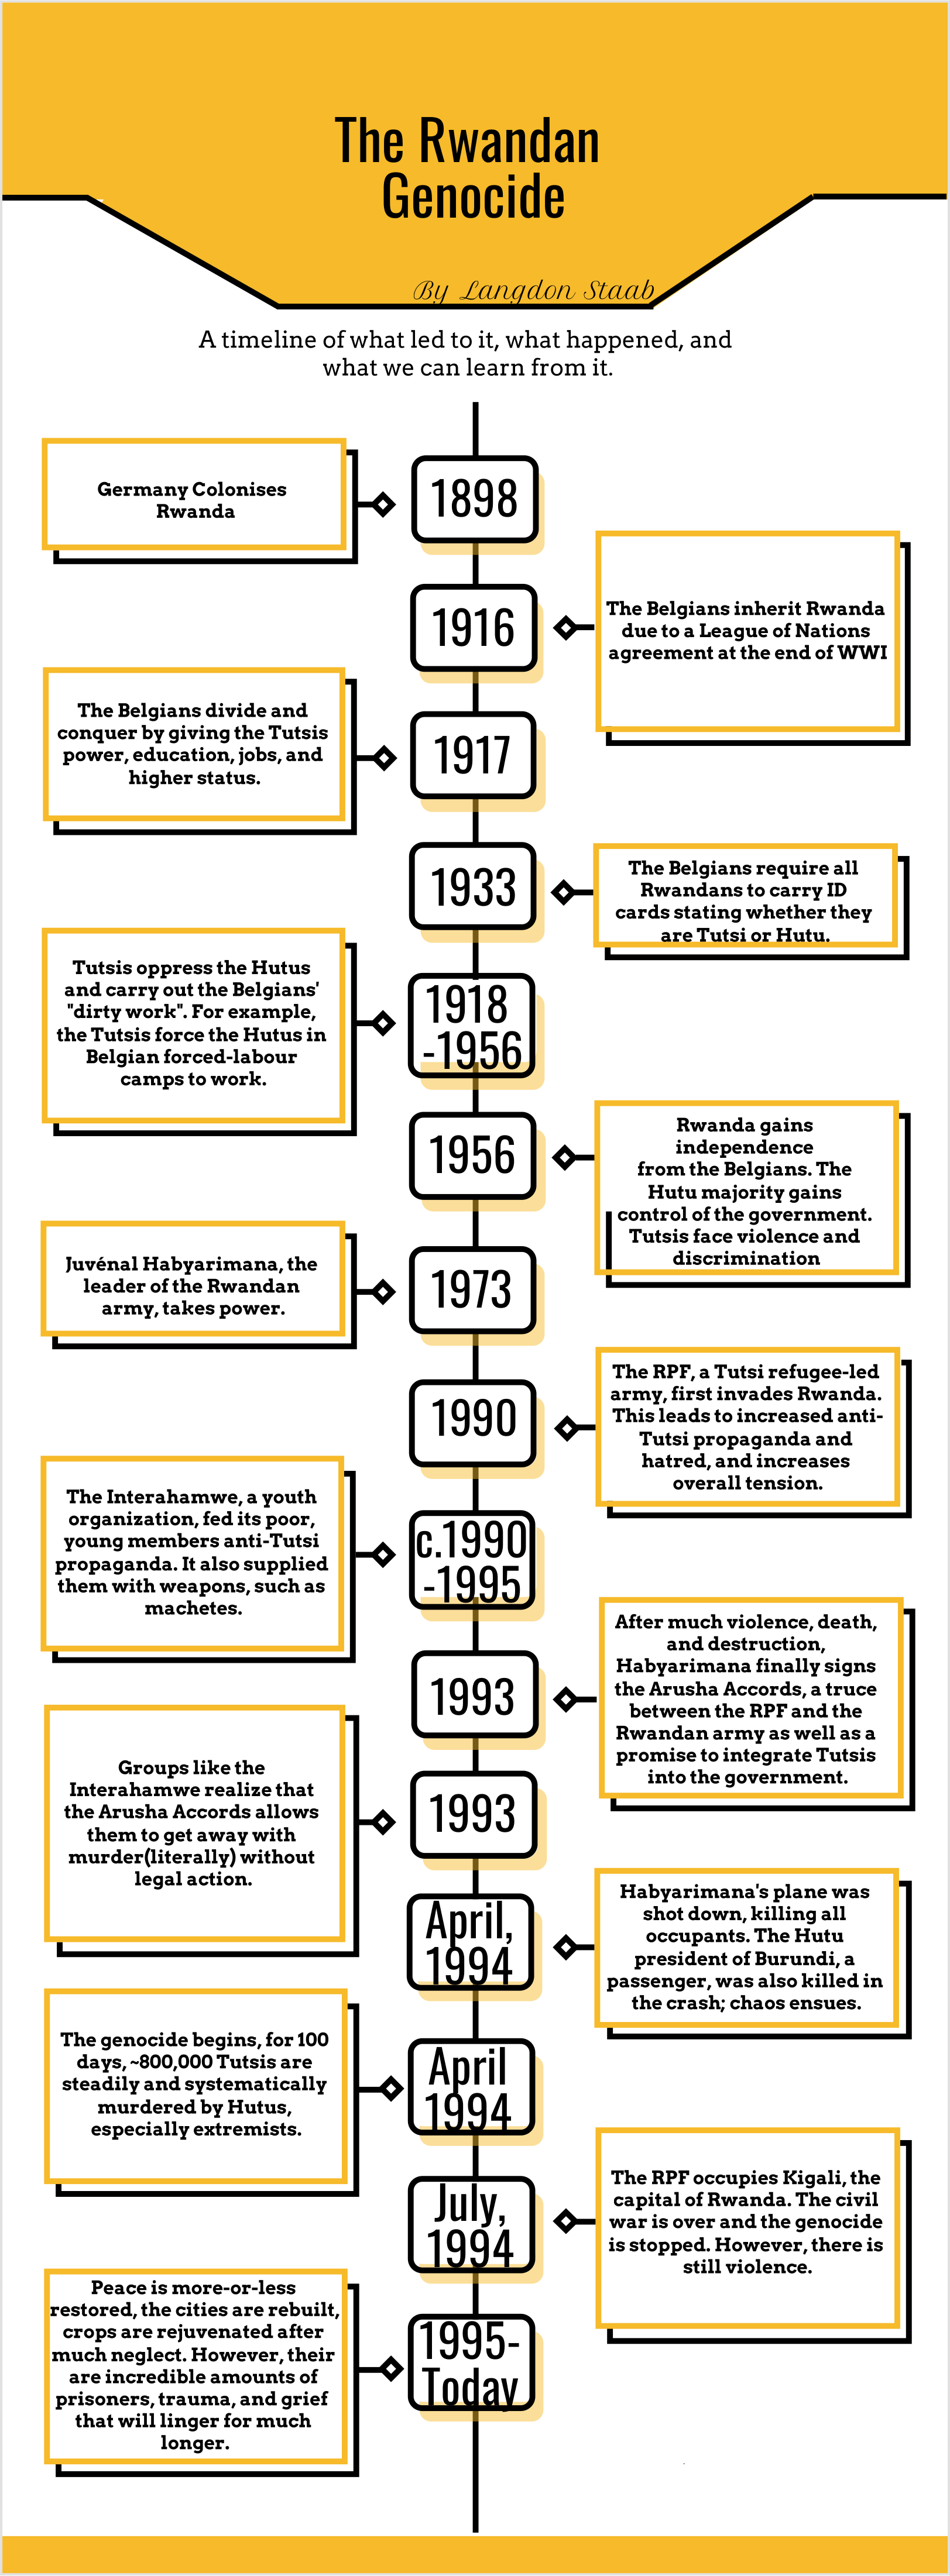 The Rwandan
Genocide
By Langdon Staab
A timeline of what led to it, what happened, and
what we can learn from it.
1898
Germany Colonises
Rwanda
1916
The Belgians inherit Rwanda
due to a League of Nations
agreement at the end of WWI
1917
The Belgians divide and
conquer by giving the Tutsis
power, education, jobs, and
higher status.
1933
The Belgians require all
Rwandans to carry ID
cards stating whether they
are Tutsi or Hutu.
1918
-1956
Tutsis oppress the Hutus
and carry out the Belgians'
"dirty work". For example,
the Tutsis force the Hutus in
Belgian forced-labour
camps to work.
1956
Rwanda gains
independence
from the Belgians. The
Hutu majority gains
control of the government.
Tutsis face violence and
discrimination
1973
Juvénal Habyarimana, the
leader of the Rwandan
army, takes power.
1990
The RPF, a Tutsi refugee-led
army, first invades Rwanda.
This leads to increased anti-
Tutsi propaganda and
hatred, and increases
overall tension.
c.1990
-1995
The Interahamwe, a youth
organization, fed its poor,
young members anti-Tutsi
propaganda. It also supplied
them with weapons, such as
machetes.
1993
After much violence, death,
and destruction,
Habyarimana finally signs
the Arusha Accords, a truce
between the RPF and the
Rwandan army as well as a
promise to integrate Tutsis
into the government.
1993
Groups like the
Interahamwe realize that
the Arusha Accords allows
them to get away with
murder(literally) without
legal action.
April,
1994
Habyarimana's plane was
shot down, killing all
occupants. The Hutu
president of Burundi, a
passenger, was also killed in
the crash; chaos ensues.
April
1994
The genocide begins, for 100
days, ~800,000 Tutsis are
steadily and systematically
murdered by Hutus,
especially extremists.
July,
1994
The RPF occupies Kigali, the
capital of Rwanda. The civil
war is over and the genocide
is stopped. However, there is
still violence.
1995-
Today
Peace is more-or-less
restored, the cities are rebuilt,
crops are rejuvenated after
much neglect. However, their
are incredible amounts of
prisoners, trauma, and grief
that will linger for much
longer.